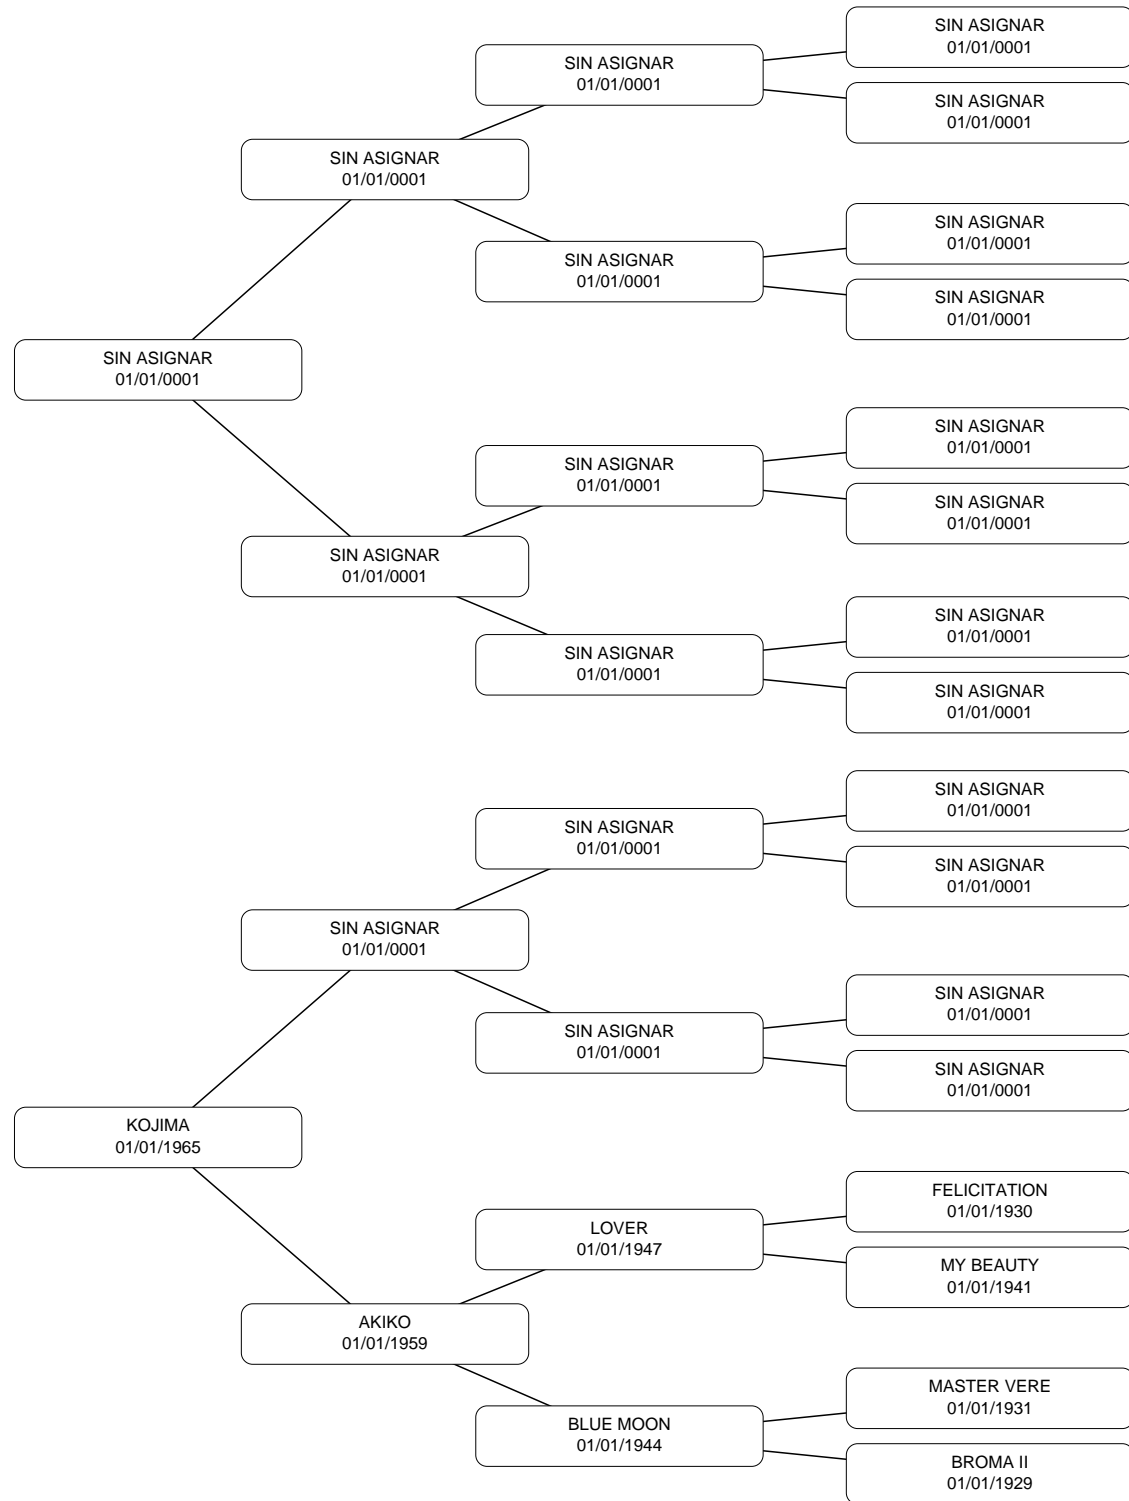 SIN ASIGNAR
01/01/0001
SIN ASIGNAR
01/01/0001
SIN ASIGNAR
01/01/0001
SIN ASIGNAR
01/01/0001
SIN ASIGNAR
01/01/0001
SIN ASIGNAR
01/01/0001
SIN ASIGNAR
01/01/0001
SIN ASIGNAR
01/01/0001
SIN ASIGNAR
01/01/0001
SIN ASIGNAR
01/01/0001
SIN ASIGNAR
01/01/0001
SIN ASIGNAR
01/01/0001
SIN ASIGNAR
01/01/0001
SIN ASIGNAR
01/01/0001
SIN ASIGNAR
01/01/0001
SIN ASIGNAR
01/01/0001
SIN ASIGNAR
01/01/0001
SIN ASIGNAR
01/01/0001
SIN ASIGNAR
01/01/0001
SIN ASIGNAR
01/01/0001
SIN ASIGNAR
01/01/0001
SIN ASIGNAR
01/01/0001
KOJIMA
01/01/1965
FELICITATION
01/01/1930
LOVER
01/01/1947
MY BEAUTY
01/01/1941
AKIKO
01/01/1959
MASTER VERE
01/01/1931
BLUE MOON
01/01/1944
BROMA II
01/01/1929